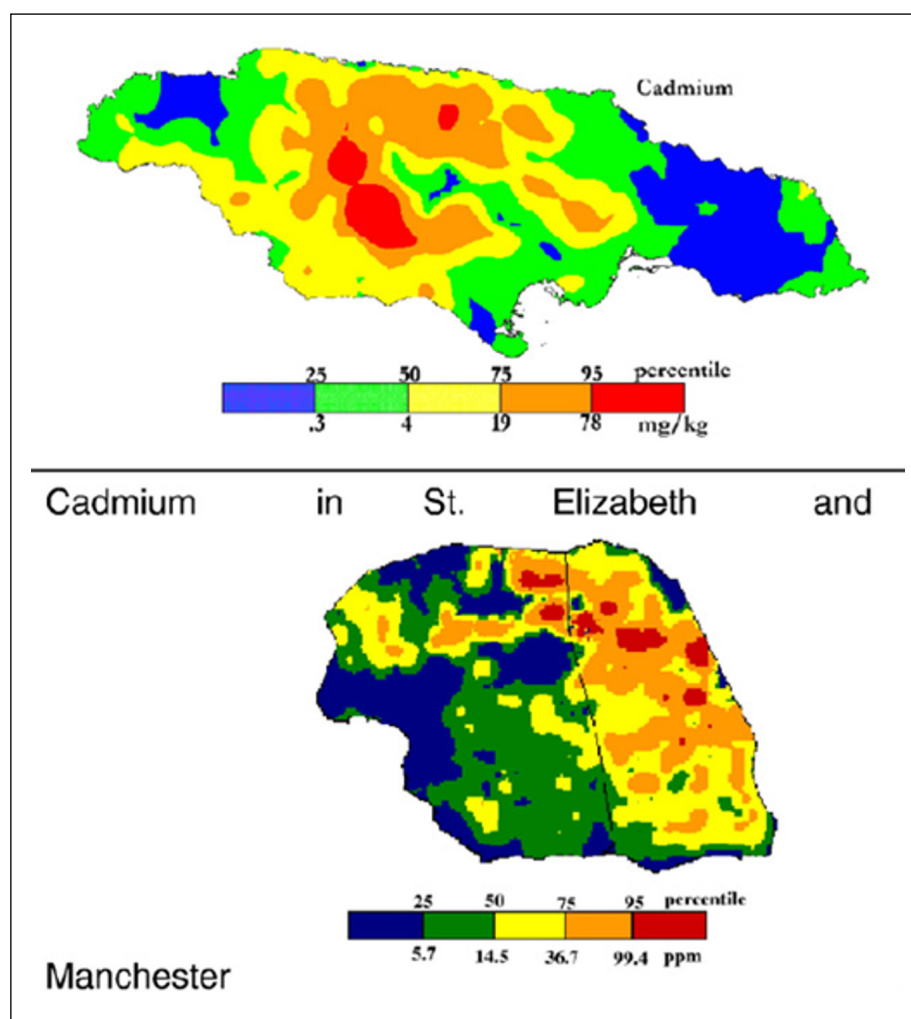 Cadmium
25 50 75 95 percentile
.3 4 19 78 mg/kg
Cadmium in St. Elizabeth and
25 50 75 95 percentile
5.7 14.5 36.7 99.4 ppm
Manchester